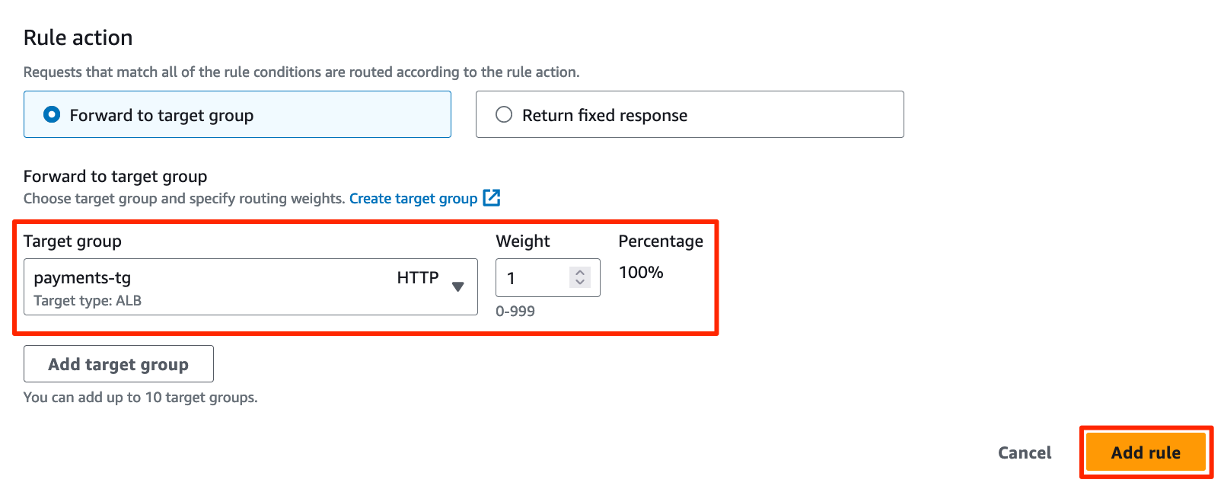 Rule action
Requests that match all of the rule conditions are routed according to the rule action.
Forward to target group
Return fixed response
Forward to target group
Choose target group and specify routing weights. Create target group
Target group
Weight
Percentage
payments-tg
HTTP
1
100%
Target type: ALB
0-999
Add target group
You can add up to 10 target groups.
Cancel
Add rule